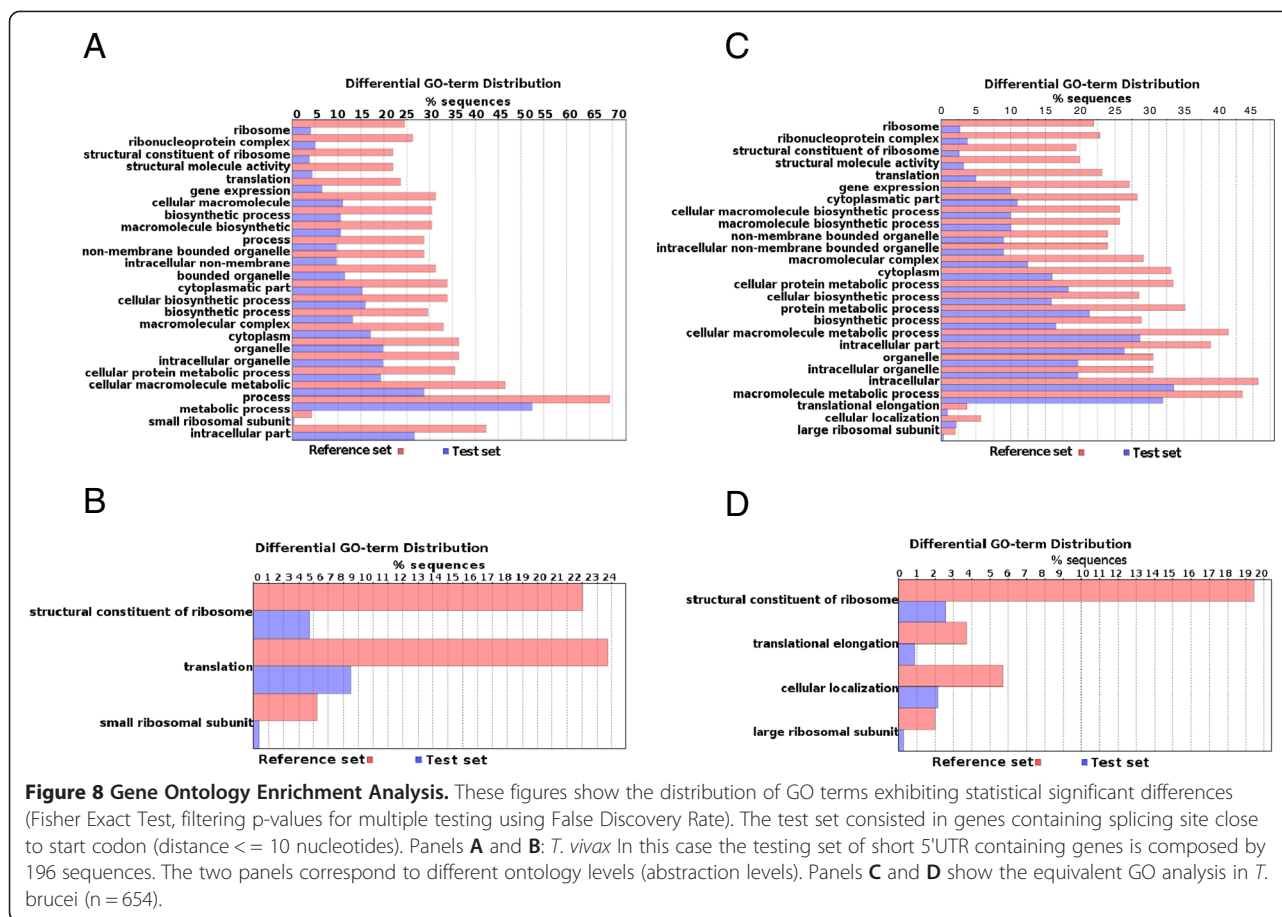 A
Differential GO-term Distribution
% sequences
0 5 10 15 20 25 30 35 40 45 50 55 60 65 70
ribosome
ribonucleoprotein complex
structural constituent of ribosome
structural molecule activity
translation
gene expression
cellular macromolecule
biosynthetic process
macromolecule biosynthetic
process
non-membrane bounded organelle
intracellular non-membrane
bounded organelle
cytoplasmatic part
cellular biosynthetic process
biosynthetic process
macromolecular complex
cytoplasm
organelle
intracellular organelle
cellular protein metabolic process
cellular macromolecule metabolic
process
metabolic process
small ribosomal subunit
intracellular part
Reference set Test set
C
Differential GO-term Distribution
% sequences
0 5 10 15 20 25 30 35 40 45
ribosome
ribonucleoprotein complex
structural constituent of ribosome
structural molecule activity
translation
gene expression
cytoplasmatic part
cellular macromolecule biosynthetic process
macromolecule biosynthetic process
non-membrane bounded organelle
intracellular non-membrane bounded organelle
macromolecular complex
cytoplasm
cellular protein metabolic process
cellular biosynthetic process
protein metabolic process
biosynthetic process
cellular macromolecule metabolic process
intracellular part
organelle
intracellular organelle
intracellular
macromolecule metabolic process
translational elongation
cellular localization
large ribosomal subunit
Reference set Test set
B
Differential GO-term Distribution
% sequences
0 1 2 3 4 5 6 7 8 9 10 11 12 13 14 15 16 17 18 19 20 21 22 23 24
structural constituent of ribosome
translation
small ribosomal subunit
Reference set Test set
D
Differential GO-term Distribution
% sequences
0 1 2 3 4 5 6 7 8 9 10 11 12 13 14 15 16 17 18 19 20
structural constituent of ribosome
translational elongation
cellular localization
large ribosomal subunit
Reference set Test set
Figure 8 Gene Ontology Enrichment Analysis. These figures show the distribution of GO terms exhibiting statistical significant differences
(Fisher Exact Test, filtering p-values for multiple testing using False Discovery Rate). The test set consisted in genes containing splicing site close
to start codon (distance < = 10 nucleotides). Panels A and B: T. vivax In this case the testing set of short 5'UTR containing genes is composed by
196 sequences. The two panels correspond to different ontology levels (abstraction levels). Panels C and D show the equivalent GO analysis in T.
brucei (n = 654).